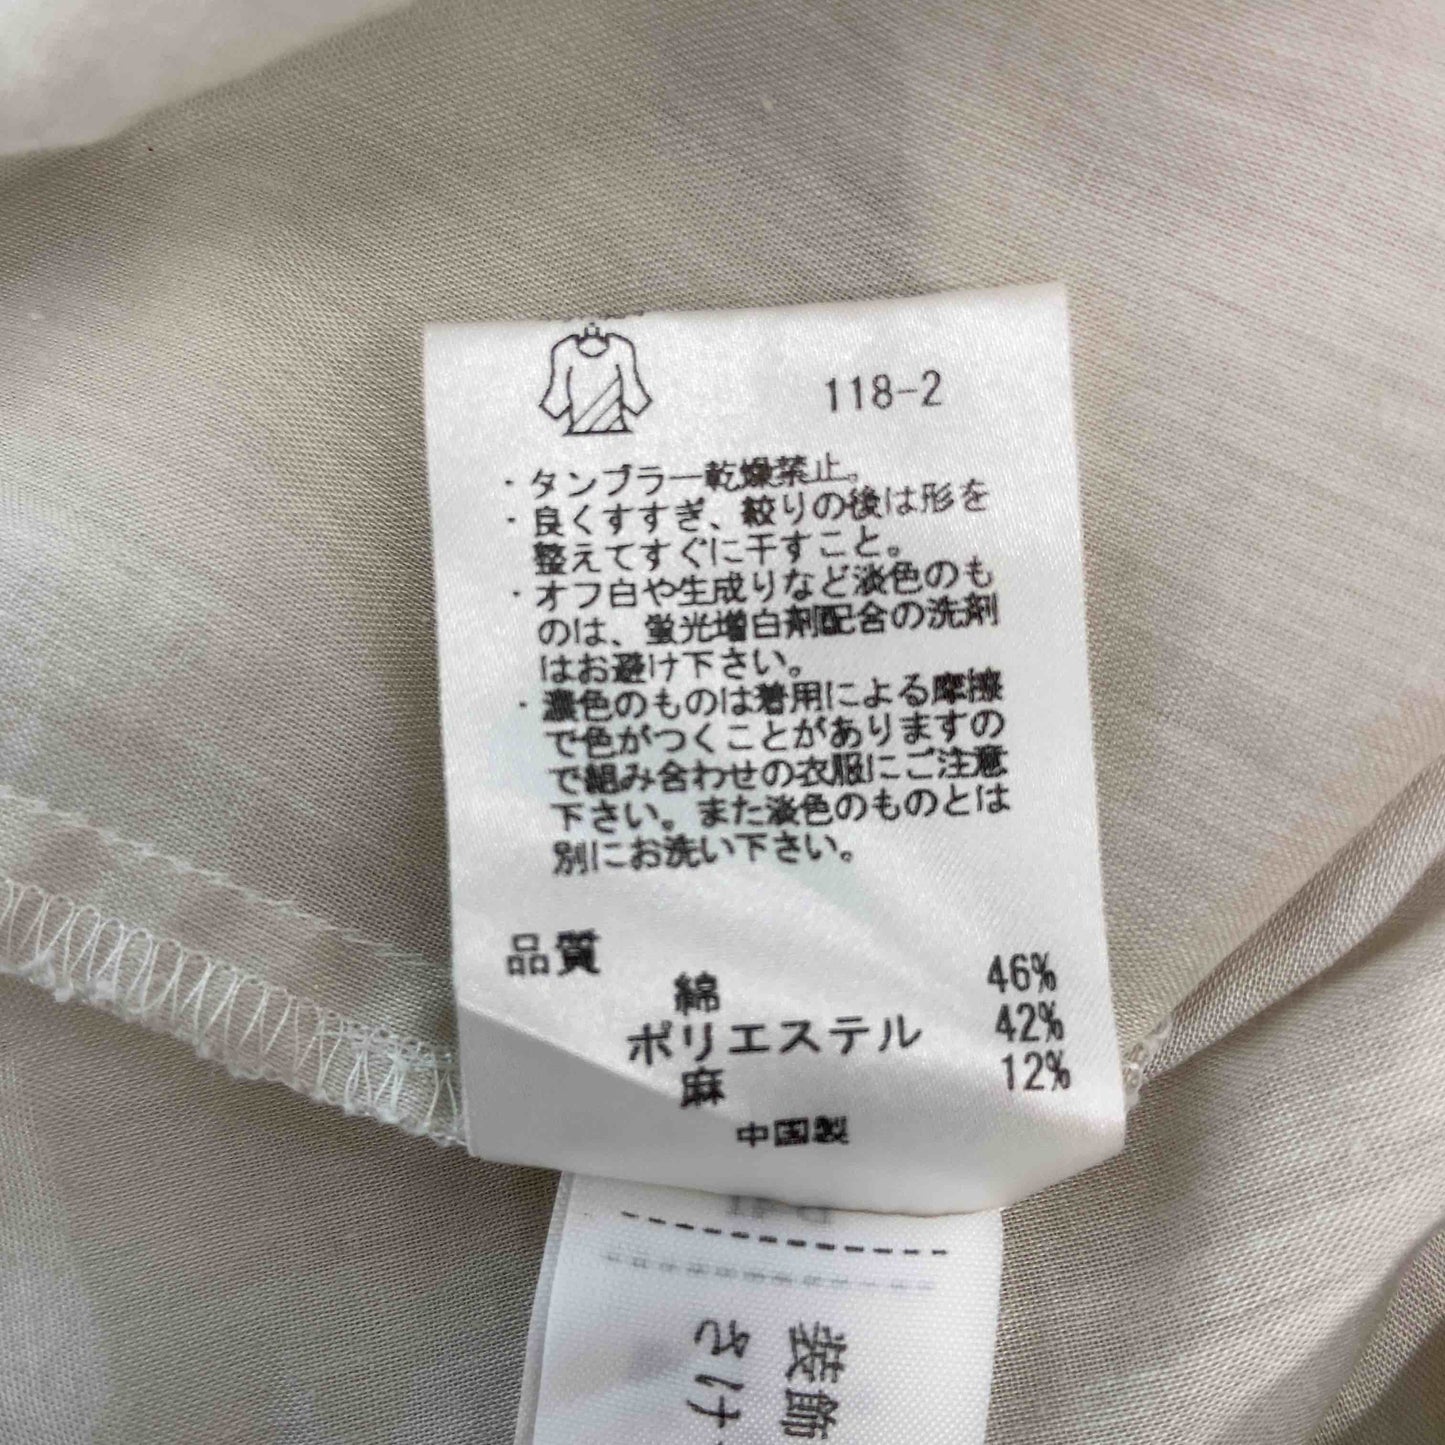 118-2
・タンブラー乾燥禁止。
・良くすすぎ、絞りの後は形を
整えてすぐに干すこと。
・オフ白や生成りなど淡色のも
のは、蛍光増白剤配合の洗剤
はお避け下さい。
・濃色のものは着用による摩擦
で色がつくことがありますの
で組み合わせの衣服にご注意
下さい。また淡色のものとは
別にお洗い下さい。
品質
綿 46%
ポリエステル 42%
麻 12%
中国製
装飾
さけ